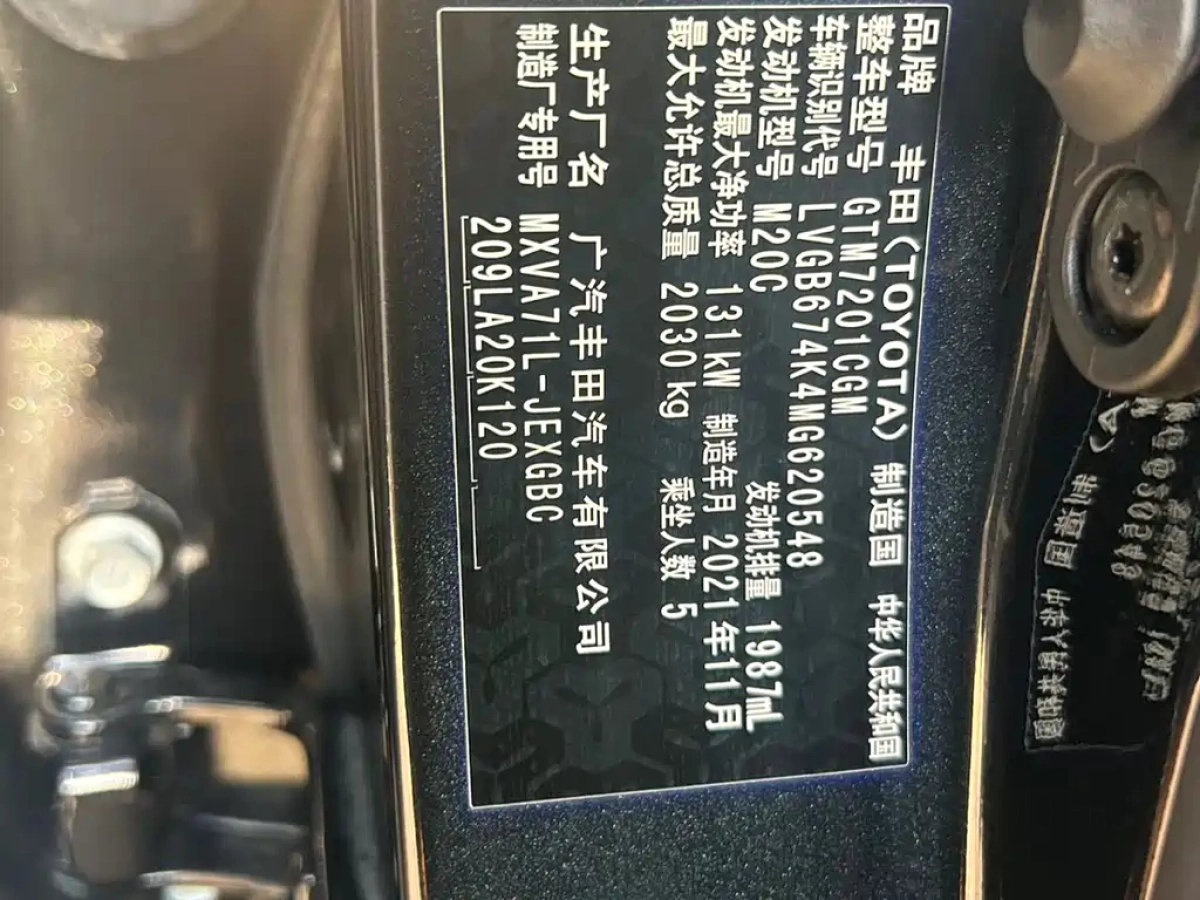 品牌 丰田(TOYOTA) 制造国 中华人民共和国
整车型号 GTM7201CGM
车辆识别代号 LVGB674K4MG620548
发动机型号 M20C 发动机排量 1987mL
发动机最大净功率 131kW 制造年月 2021年11月
最大允许总质量 2030kg 乘坐人数 5
生产厂名 广汽丰田汽车有限公司
制造厂专用号 MXVA71L-JEXGBC
209LA20K120